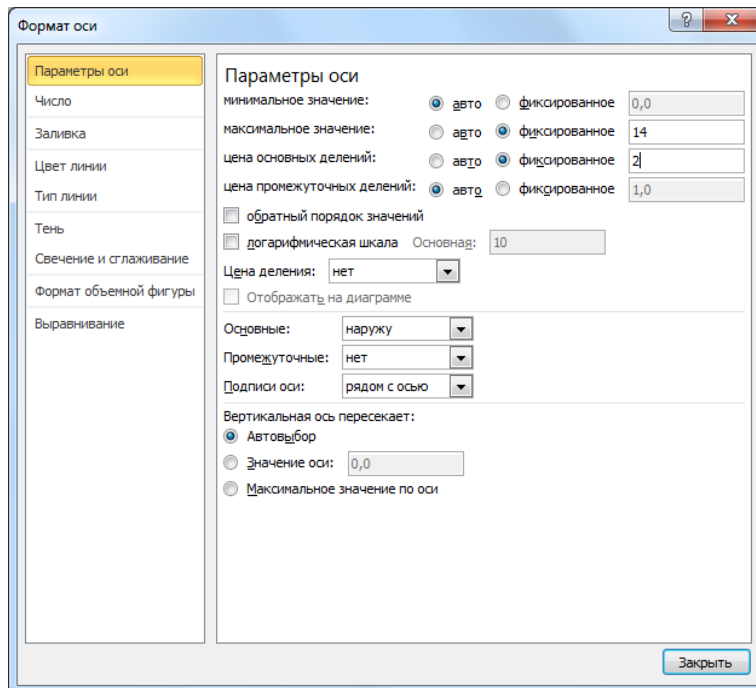 Формат оси
Параметры оси
Число
Заливка
Цвет линии
Тип линии
Тень
Свечение и сглаживание
Формат объемной фигуры
Выравнивание
Параметры оси
минимальное значение: авто фиксированное 0,0
максимальное значение: авто фиксированное 14
цена основных делений: авто фиксированное 2
цена промежуточных делений: авто фиксированное 1,0
обратный порядок значений
логарифмическая шкала Основная: 10
Цена деления: нет
Отображать на диаграмме
Основные: наружу
Промежуточные: нет
Подписи оси: рядом с осью
Вертикальная ось пересекает:
Автовыбор
Значение оси: 0,0
Максимальное значение по оси
Закрыть